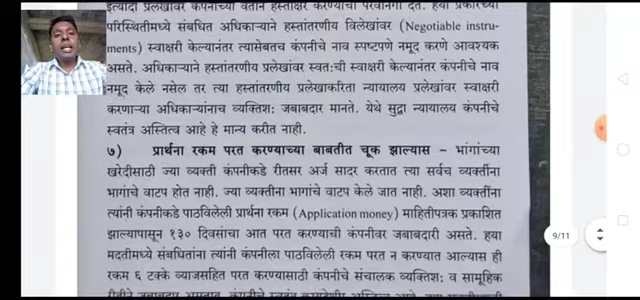 इत्यादी प्रलेखांवर कंपनीच्या वतीने हस्ताक्षर करण्याची परवानगी देते. हया प्रकारच्या
परिस्थितीमध्ये संबधित अधिकाऱ्याने हस्तांतरणीय विलेखांवर (Negotiable instru-
ments) स्वाक्षरी केल्यानंतर त्यासेबतच कंपनीचे नाव स्पष्टपणे नमूद करणे आवश्यक
असते. अधिकाऱ्याने हस्तातरणीय प्रलेखांवर स्वतःची स्वाक्षरी केल्यानंतर कंपनीचे नाव
नमूद केले नसेल तर त्या हस्तांतरणीय प्रलेखाकरिता न्यायालय प्रलेखांवर स्वाक्षरी
करणाऱ्या अधिकाऱ्यांनाच व्यक्तिशः जबाबदार मानते. येथे सुद्वा न्यायालय कंपनीचे
स्वतंत्र अस्तित्व आहे हे मान्य करीत नाही.
७) प्रार्थना रकम परत करण्याच्या बाबतीत चूक झाल्यास – भांगांच्या
खरेदीसाठी ज्या व्यक्ती कंपनीकडे रीतसर अर्ज सादर करतात त्या सर्वच व्यक्तींना
भागांचे वाटप होत नाही. ज्या व्यक्तीना भागांचे वाटप केले जात नाही. अशा व्यक्तींना
त्यांनी कंपनीकडे पाठविलेली प्रार्थना रकम (Application money) माहितीपत्रक प्रकाशित
झाल्यापासून १३० दिवसांचा आत परत करण्याची कंपनीवर जबाबदारी असते. हया
मदतीमध्ये संबधितांना त्यांनी कंपनीला पाठविलेली रकम परत न करण्यात आल्यास ही
रकम ६ टक्के व्याजसहित परत करण्यासाठी कंपनीचे संचालक व्यक्तिशः व सामूहिक
9/11